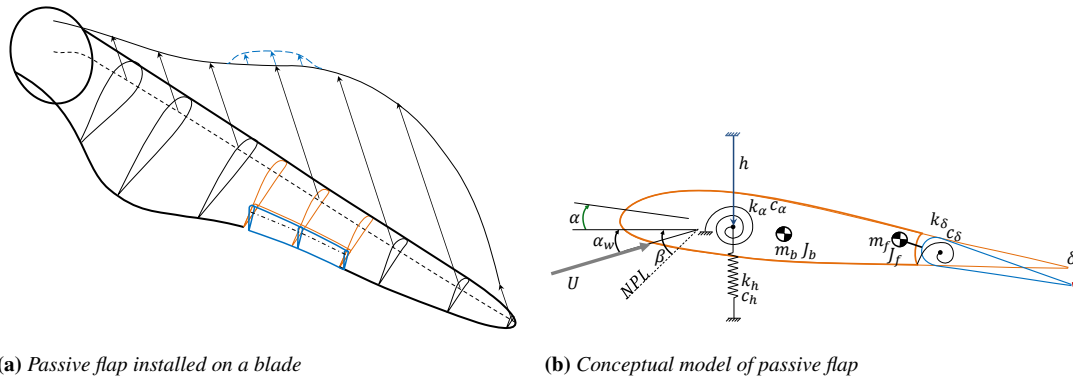 h
k_α c_α
α
α_w
β
U
NPL
m_b J_b
k_h
c_h
k_δ
c_δ
m_f
J_f
δ
(a) Passive flap installed on a blade
(b) Conceptual model of passive flap